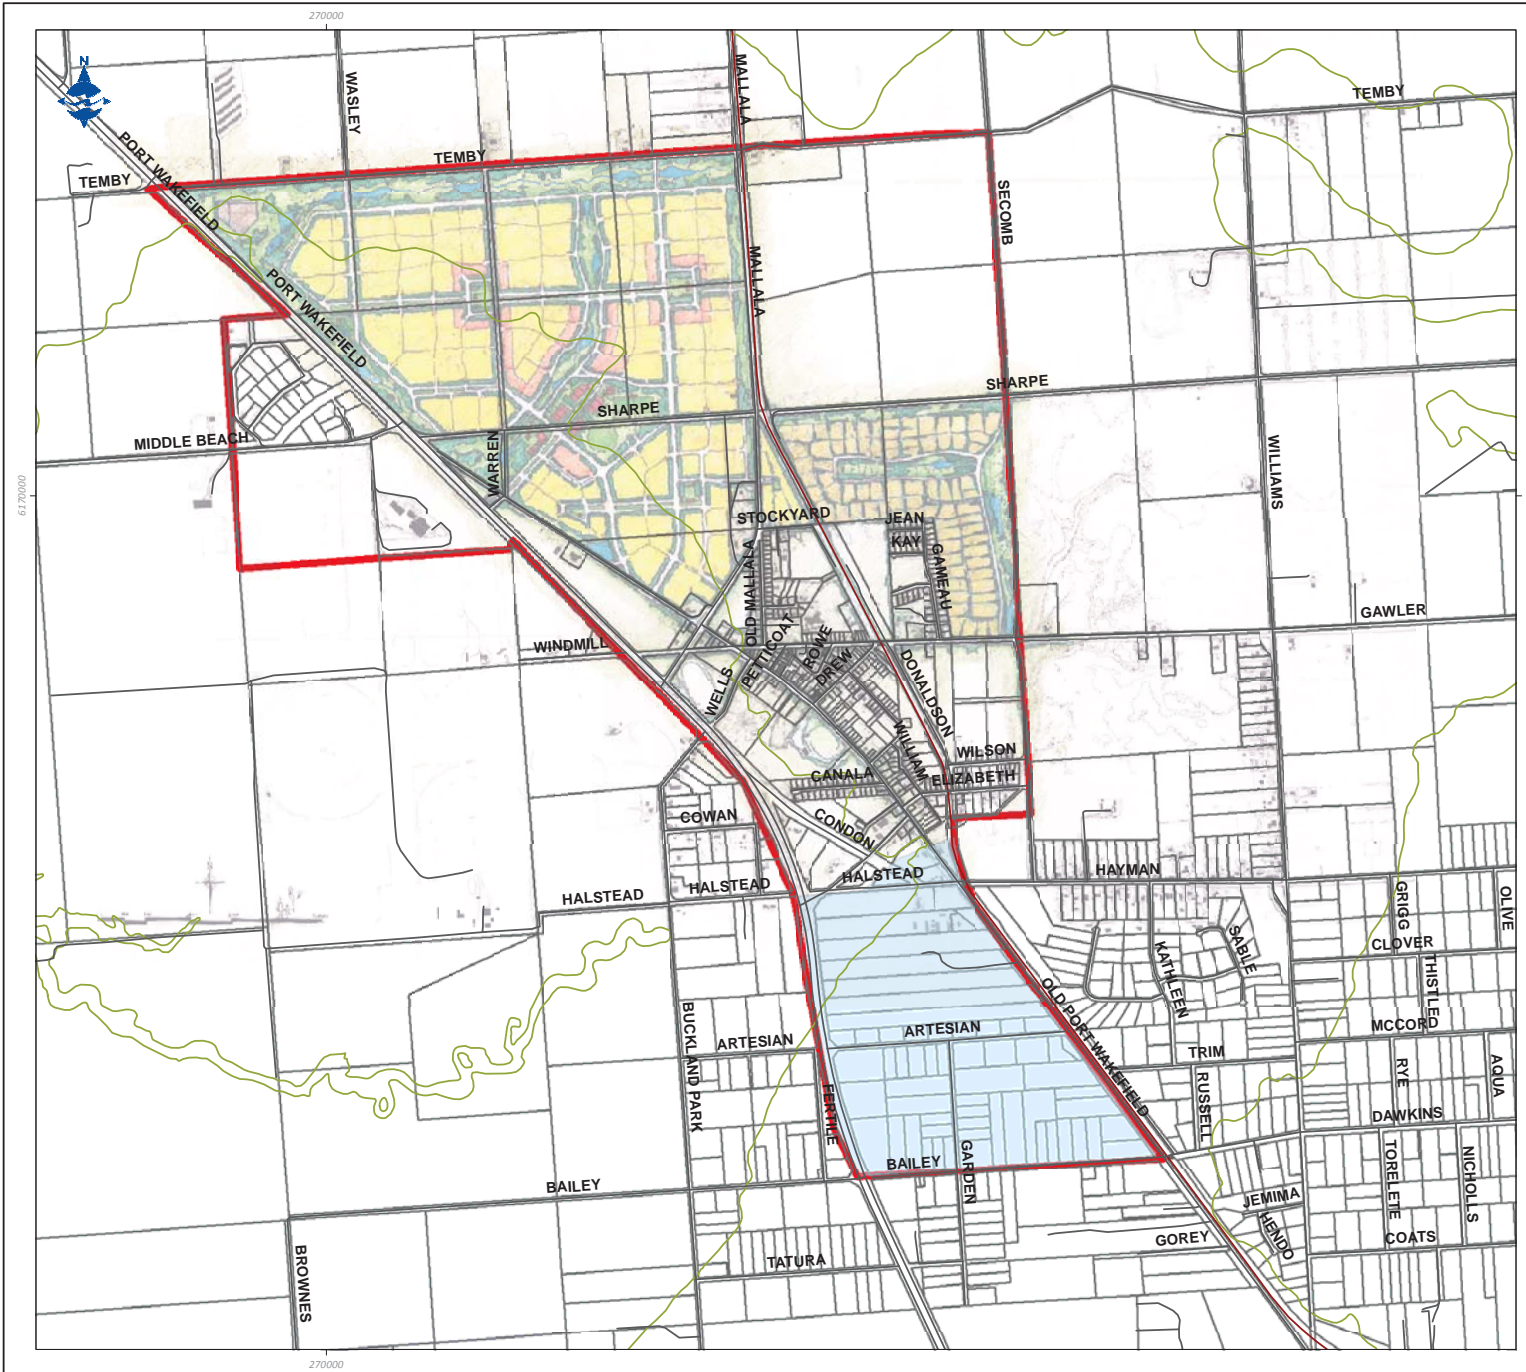 270000
N
WASLEY
MALLALA
TEMBY
PORT WAKEFIELD
TEMBY
TEMBY
SECOMB
MALLALA
PORT WAKEFIELD
SHARPE
SHARPE
MIDDLE BEACH
WARREN
WILLIAMS
6170000
STOCKYARD
JEAN
KAY
GAMEAU
OLD MALLALA
GAWLER
PETTICOAT
ROWE
DREW
WINDMILL
DONALDSON
WELLS
WILLIAM
WILSON
CANALA
ELIZABETH
COWAN
CONDON
HALSTEAD
HALSTEAD
HALSTEAD
HAYMAN
GRIGG
OLIVE
SABLE
CLOVER
KATHLEEN
THISTLE
OLD PORT WAKEFIELD
BUCKLAND PARK
ARTESIAN
ARTESIAN
MCCORD
TRIM
RYE
AQUA
RUSSELL
FERTILE
DAWKINS
BAILEY
GARDEN
TORELETE
NICHOLLS
BAILEY
JEMIMA
HENDO
GOREY
COATS
BROWNES
TATURA
270000